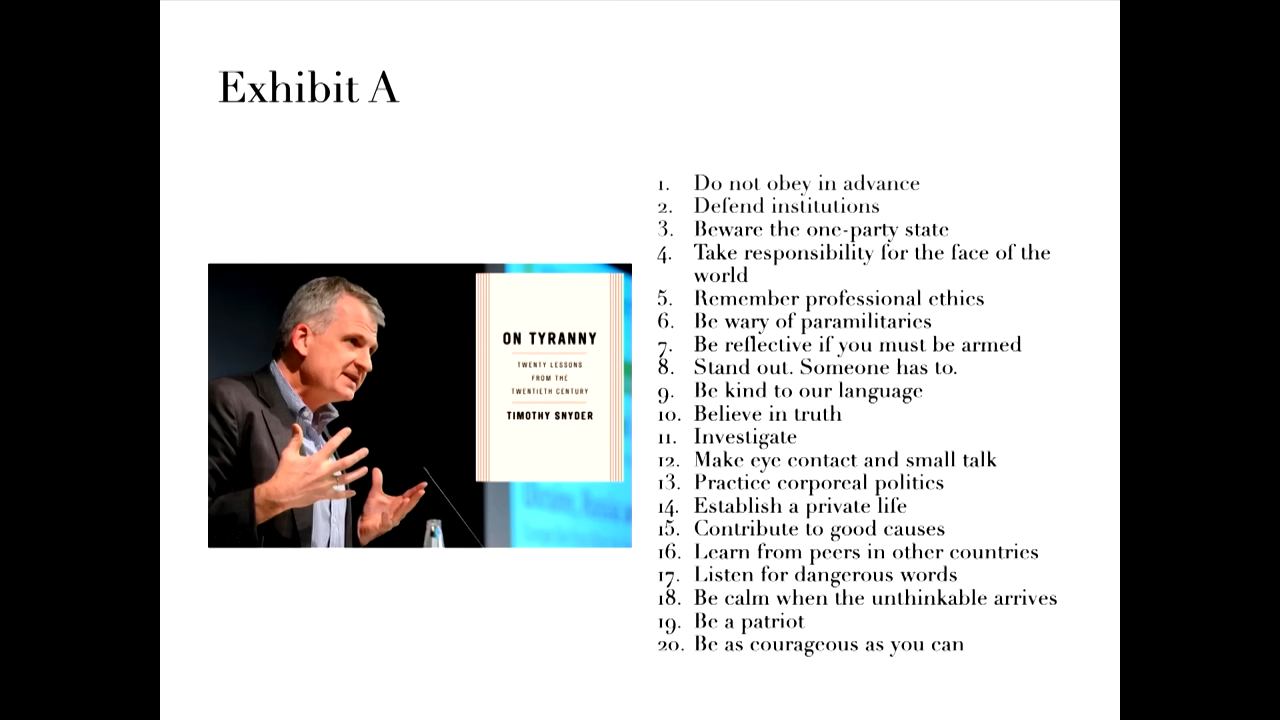 Exhibit A
ON TYRANNY
TWENTY LESSONS
FROM THE
TWENTIETH CENTURY
TIMOTHY SNYDER
1. Do not obey in advance
2. Defend institutions
3. Beware the one-party state
4. Take responsibility for the face of the
world
5. Remember professional ethics
6. Be wary of paramilitaries
7. Be reflective if you must be armed
8. Stand out. Someone has to.
9. Be kind to our language
10. Believe in truth
11. Investigate
12. Make eye contact and small talk
13. Practice corporeal politics
14. Establish a private life
15. Contribute to good causes
16. Learn from peers in other countries
17. Listen for dangerous words
18. Be calm when the unthinkable arrives
19. Be a patriot
20. Be as courageous as you can